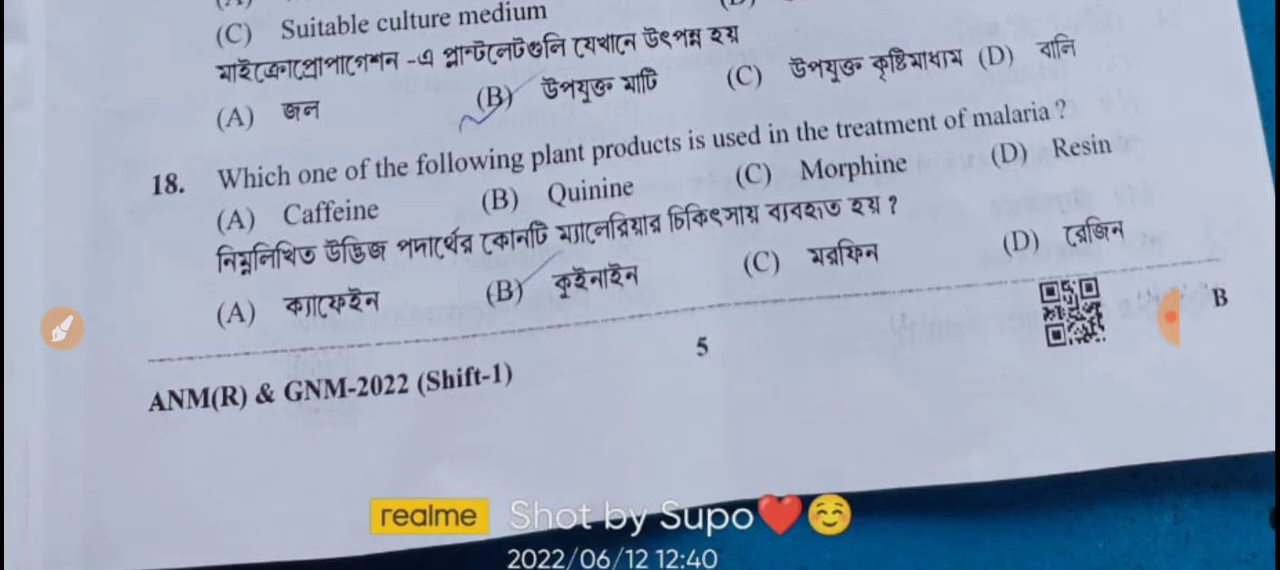 (C) Suitable culture medium
মাইক্রোপ্রোপাগেশন -এ প্লান্টলেটগুলি যেখানে উৎপন্ন হয়
(A) জল (B) উপযুক্ত মাটি (C) উপযুক্ত কৃষ্টিমাধ্যম (D) বালি
18. Which one of the following plant products is used in the treatment of malaria ?
(A) Caffeine (B) Quinine (C) Morphine (D) Resin
নিম্নলিখিত উদ্ভিজ পদার্থের কোনটি ম্যালেরিয়ার চিকিৎসায় ব্যবহৃত হয় ?
(A) ক্যাফেইন (B) কুইনাইন (C) মরফিন (D) রেজিন
5
B
ANM(R) & GNM-2022 (Shift-1)
realme Shot by Supo❤️☺️
2022/06/12 12:40